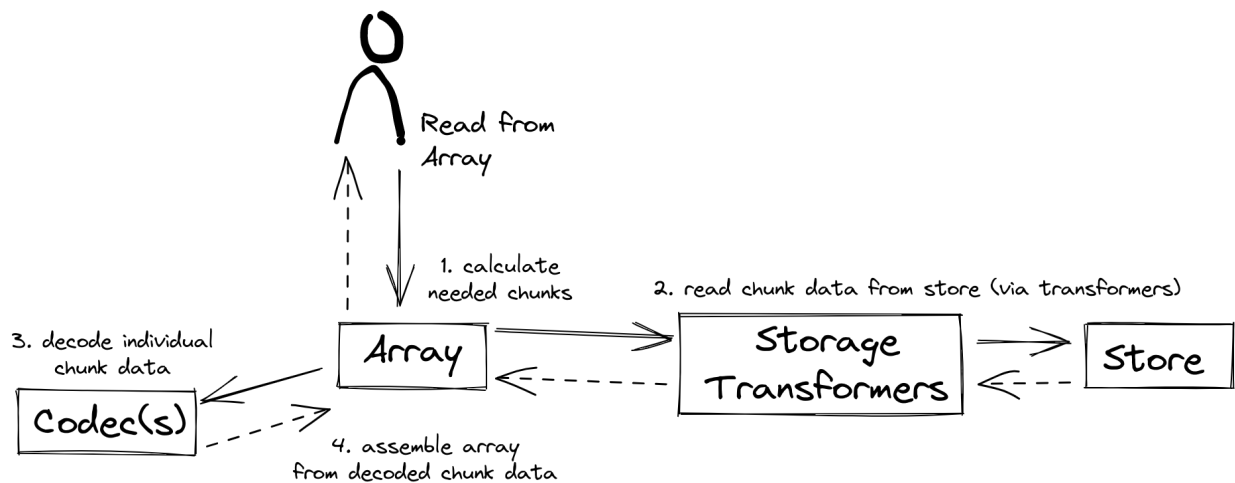 Read from
Array
1. calculate
needed chunks
2. read chunk data from store (via transformers)
3. decode individual
chunk data
Array
Storage
Transformers
Store
Codec(s)
4. assemble array
from decoded chunk data